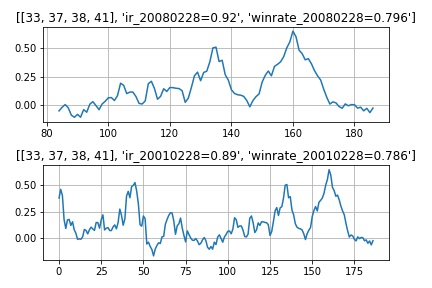 [[33, 37, 38, 41], 'ir_20080228=0.92', 'winrate_20080228=0.796']
0.50
0.25
0.00
80 100 120 140 160 180
[[33, 37, 38, 41], 'ir_20010228=0.89', 'winrate_20010228=0.786']
0.50
0.25
0.00
0 25 50 75 100 125 150 175